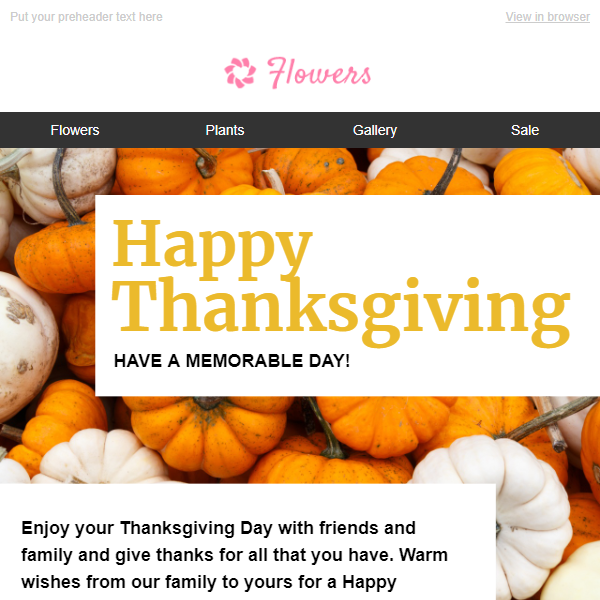 Put your preheader text here
View in browser
Flowers
Flowers
Plants
Gallery
Sale
Happy
Thanksgiving
HAVE A MEMORABLE DAY!
Enjoy your Thanksgiving Day with friends and
family and give thanks for all that you have. Warm
wishes from our family to yours for a Happy